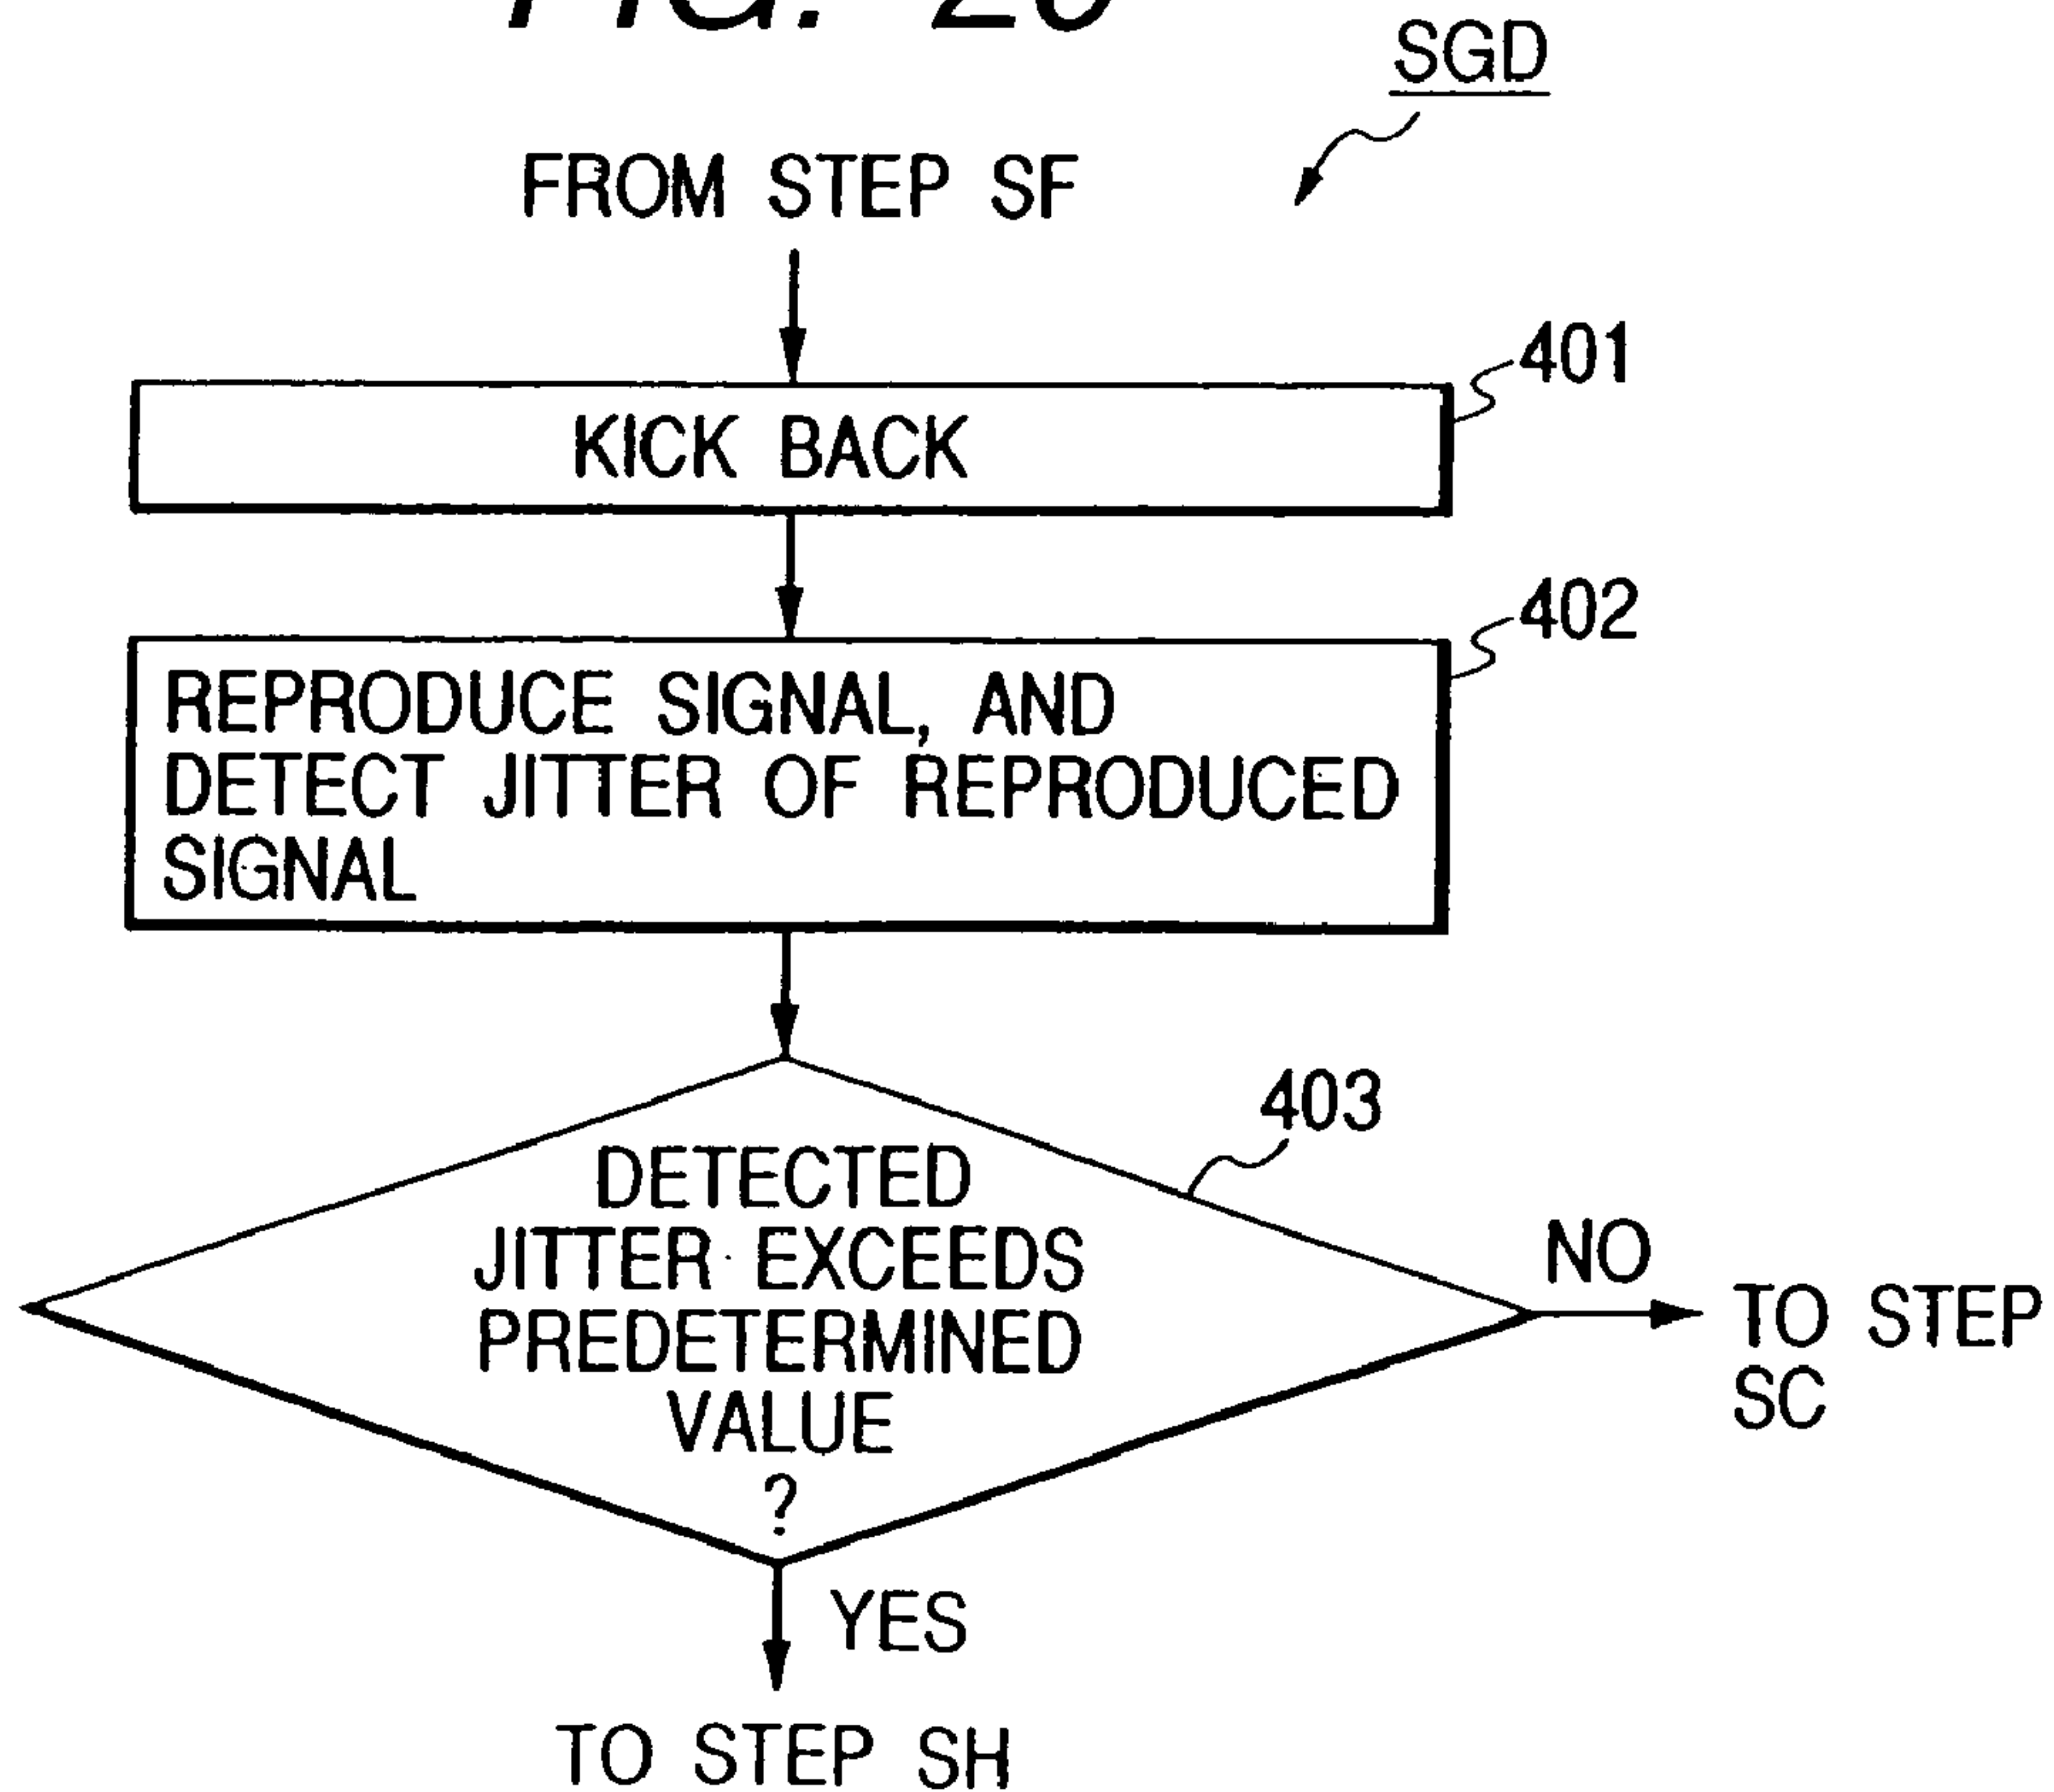 SGD
FROM STEP SF
401
KICK BACK
402
REPRODUCE SIGNAL, AND
DETECT JITTER OF REPRODUCED
SIGNAL
403
DETECTED
JITTER EXCEEDS
PREDETERMINED
VALUE
?
NO
TO STEP
SC
YES
TO STEP SH